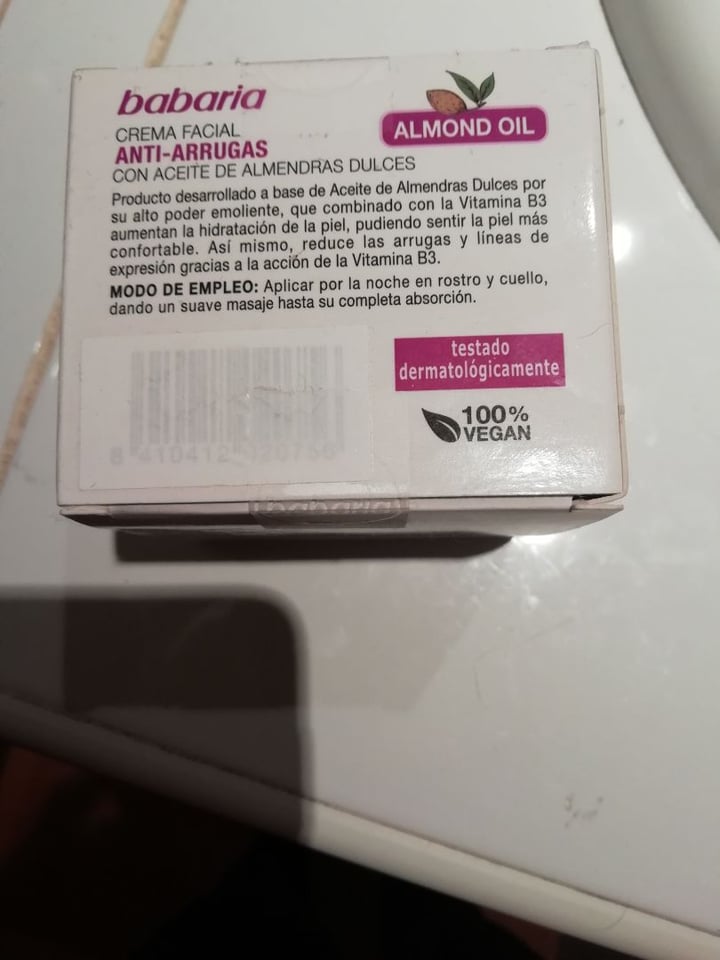 babaria
CREMA FACIAL
ANTI-ARRUGAS
CON ACEITE DE ALMENDRAS DULCES
ALMOND OIL
Producto desarrollado a base de Aceite de Almendras Dulces por
su alto poder emoliente, que combinado con la Vitamina B3
aumentan la hidratación de la piel, pudiendo sentir la piel más
confortable. Así mismo, reduce las arrugas y líneas de
expresión gracias a la acción de la Vitamina B3.
MODO DE EMPLEO: Aplicar por la noche en rostro y cuello,
dando un suave masaje hasta su completa absorción.
testado
dermatológicamente
100%
VEGAN
babaria